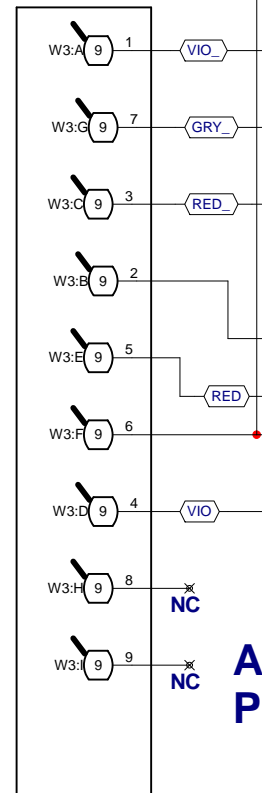 W3:A 9 1 VIO_
W3:G 9 7 GRY_
W3:C 9 3 RED_
W3:B 9 2
W3:E 9 5
RED
W3:F 9 6
W3:D 9 4 VIO
W3:H 9 8
NC
W3:I 9 9
NC
A
P